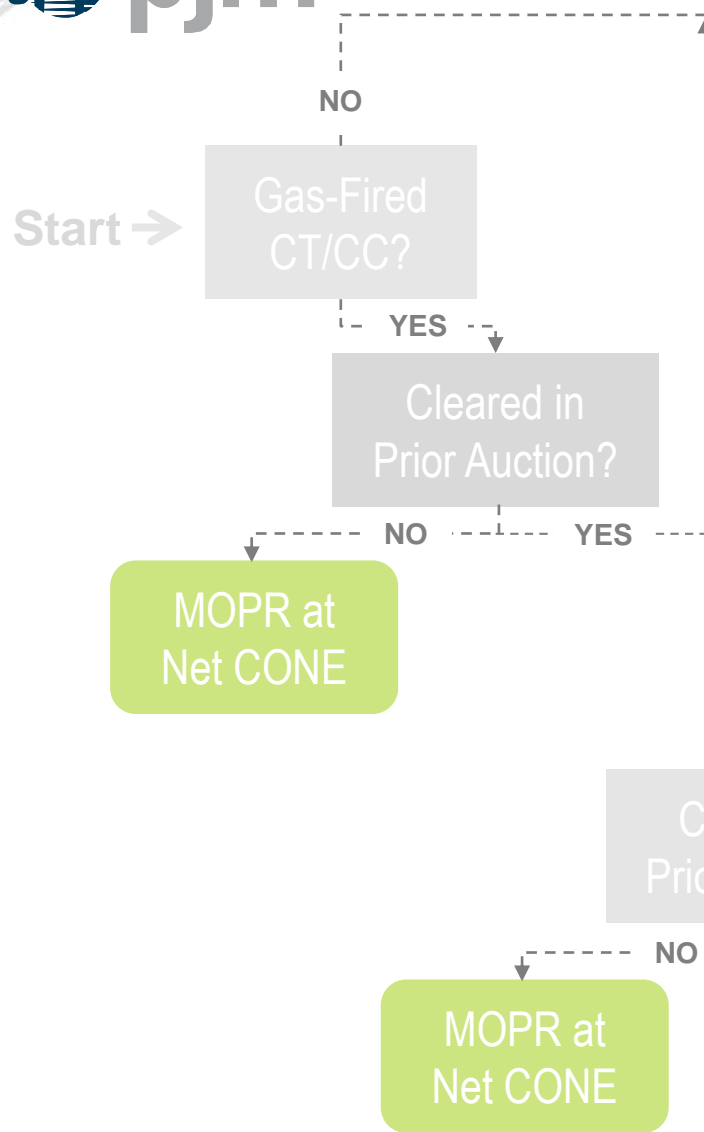 pjm
NO
Gas-Fired
CT/CC?
Start
YES
Cleared in
Prior Auction?
NO
YES
MOPR at
Net CONE
NO
MOPR at
Net CONE